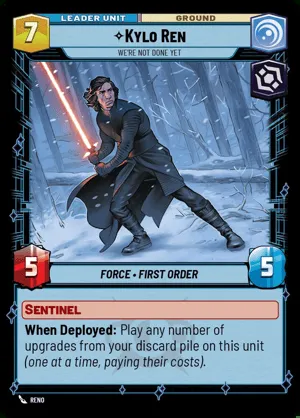 LEADER UNIT
GROUND
7
✧KYLO REN
WE'RE NOT DONE YET
5
5
FORCE • FIRST ORDER
SENTINEL
When Deployed: Play any number of
upgrades from your discard pile on this unit
(one at a time, paying their costs).
RENO